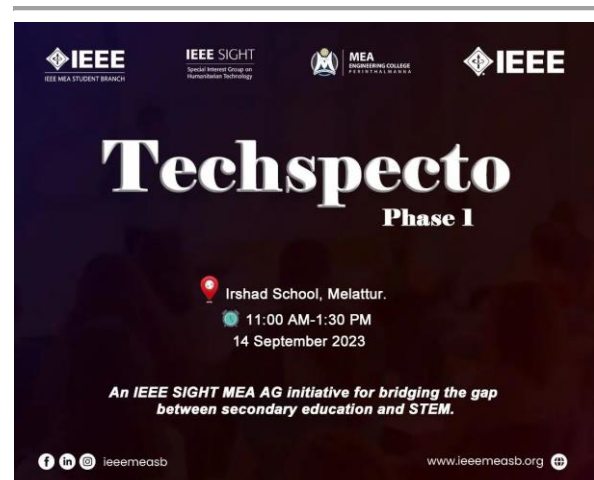 IEEE
IEEE MEA STUDENT BRANCH
IEEE SIGHT
Special Interest Group on
Humanitarian Technology
MEA
ENGINEERING COLLEGE
PERINTHALMANNA
IEEE
Techspecto
Phase 1
Irshad School, Melattur.
11:00 AM-1:30 PM
14 September 2023
An IEEE SIGHT MEA AG initiative for bridging the gap
between secondary education and STEM.
ieeemeasb
www.ieeemeasb.org